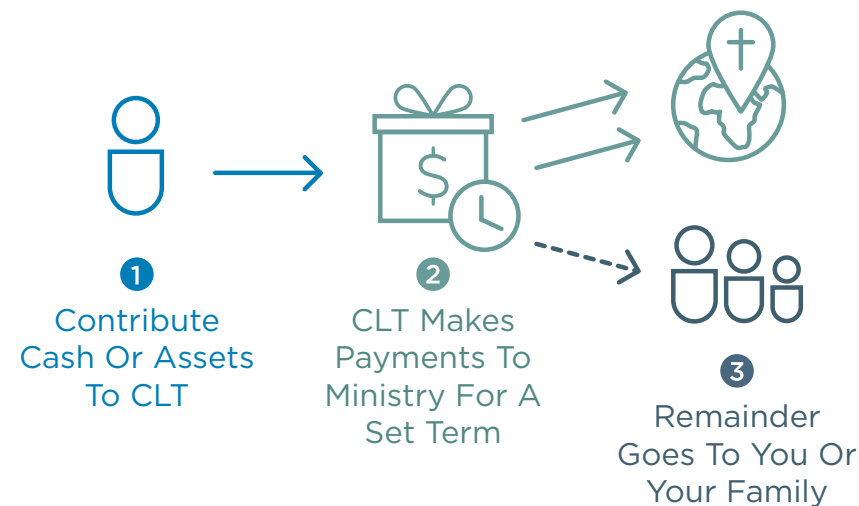 $
1
Contribute
Cash Or Assets
To CLT
2
CLT Makes
Payments To
Ministry For A
Set Term
3
Remainder
Goes To You Or
Your Family